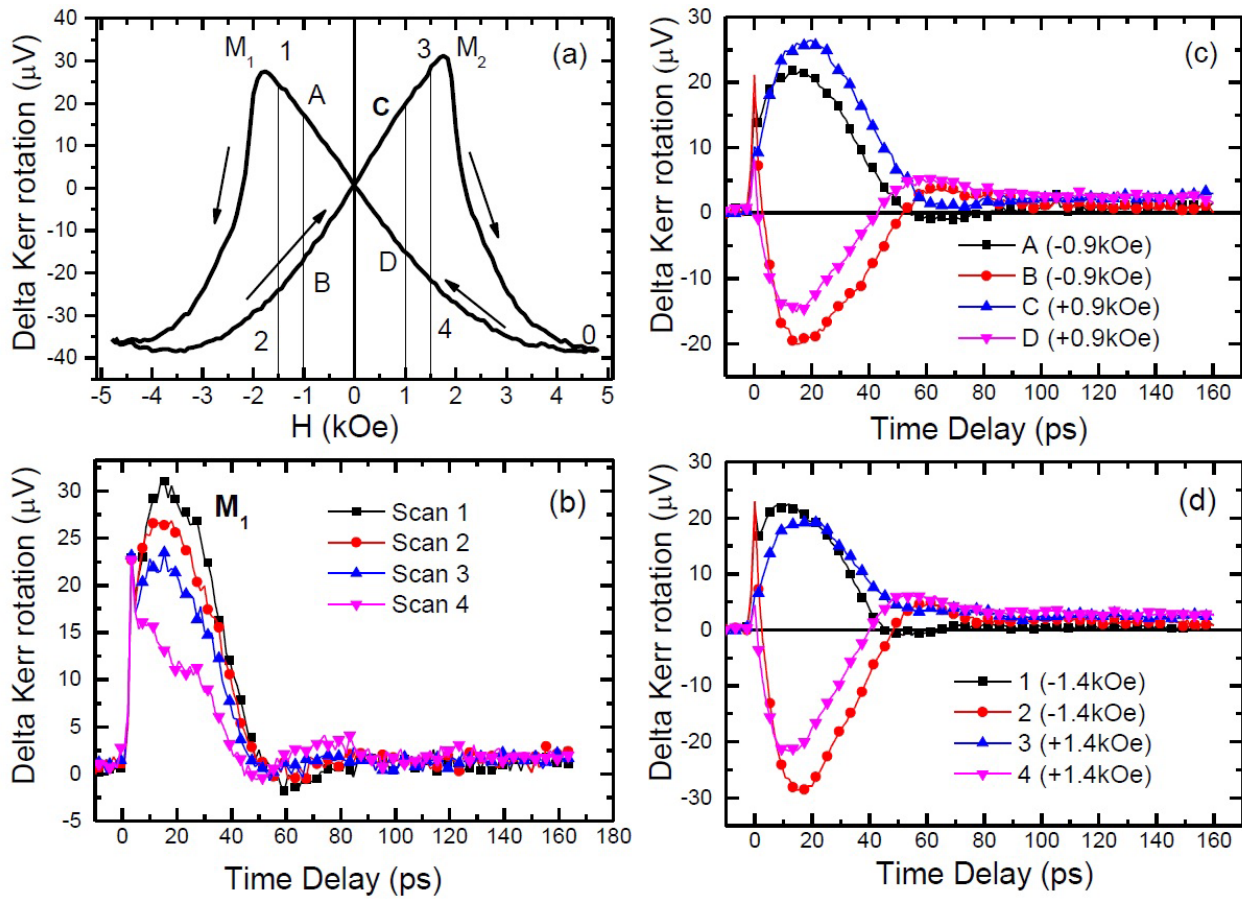 (a)
Delta Kerr rotation (μV)
40
30
20
10
0
-10
-20
-30
-40
M1 1
3 M2
A
C
B
D
2
4
0
-5 -4 -3 -2 -1 0 1 2 3 4 5
H (kOe)
(c)
Delta Kerr rotation (μV)
30
20
10
0
-10
-20
A (-0.9kOe)
B (-0.9kOe)
C (+0.9kOe)
D (+0.9kOe)
0 20 40 60 80 100 120 140 160
Time Delay (ps)
(b)
Delta Kerr rotation (μV)
30
25
20
15
10
5
0
-5
M1
Scan 1
Scan 2
Scan 3
Scan 4
0 20 40 60 80 100 120 140 160 180
Time Delay (ps)
(d)
Delta Kerr rotation (μV)
30
20
10
0
-10
-20
-30
1 (-1.4kOe)
2 (-1.4kOe)
3 (+1.4kOe)
4 (+1.4kOe)
0 20 40 60 80 100 120 140 160
Time Delay (ps)